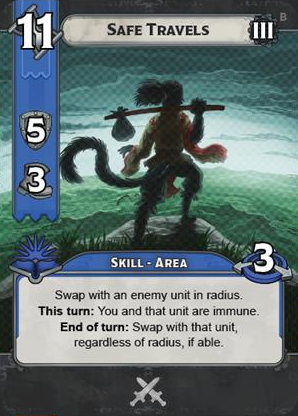 11
SAFE TRAVELS
III
B
5
3
SKILL - AREA
3
Swap with an enemy unit in radius.
This turn: You and that unit are immune.
End of turn: Swap with that unit,
regardless of radius, if able.